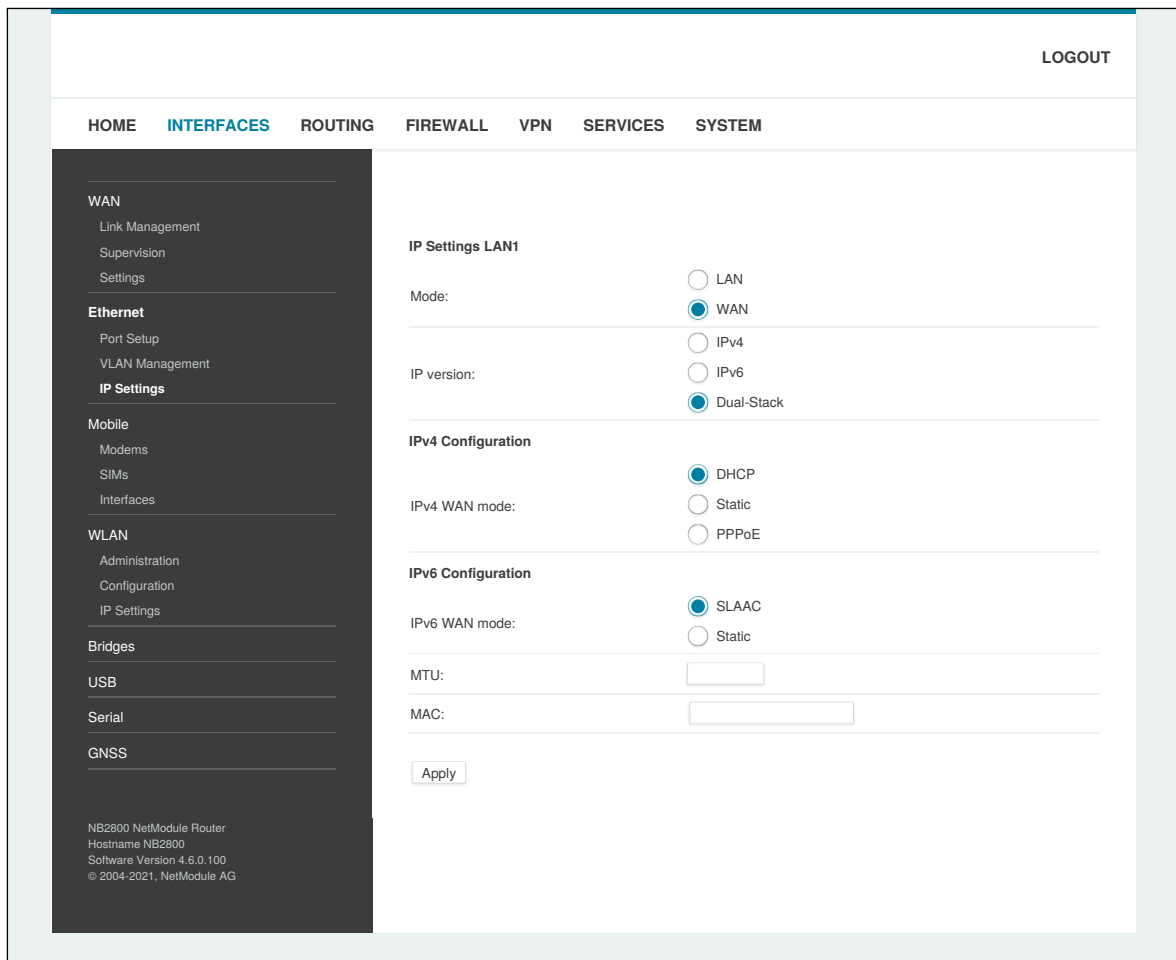 LOGOUT
HOME INTERFACES ROUTING FIREWALL VPN SERVICES SYSTEM
WAN
Link Management
Supervision
Settings
Ethernet
Port Setup
VLAN Management
IP Settings
Mobile
Modems
SIMs
Interfaces
WLAN
Administration
Configuration
IP Settings
Bridges
USB
Serial
GNSS
NB2800 NetModule Router
Hostname NB2800
Software Version 4.6.0.100
© 2004-2021, NetModule AG
IP Settings LAN1
Mode:
LAN
WAN
IP version:
IPv4
IPv6
Dual-Stack
IPv4 Configuration
IPv4 WAN mode:
DHCP
Static
PPPoE
IPv6 Configuration
IPv6 WAN mode:
SLAAC
Static
MTU:
MAC:
Apply